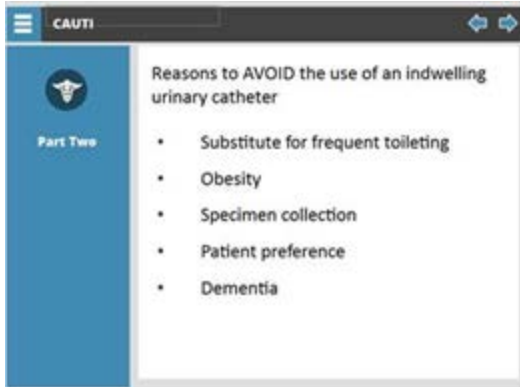 CAUTI
Part Two
Reasons to AVOID the use of an indwelling
urinary catheter
• Substitute for frequent toileting
• Obesity
• Specimen collection
• Patient preference
• Dementia